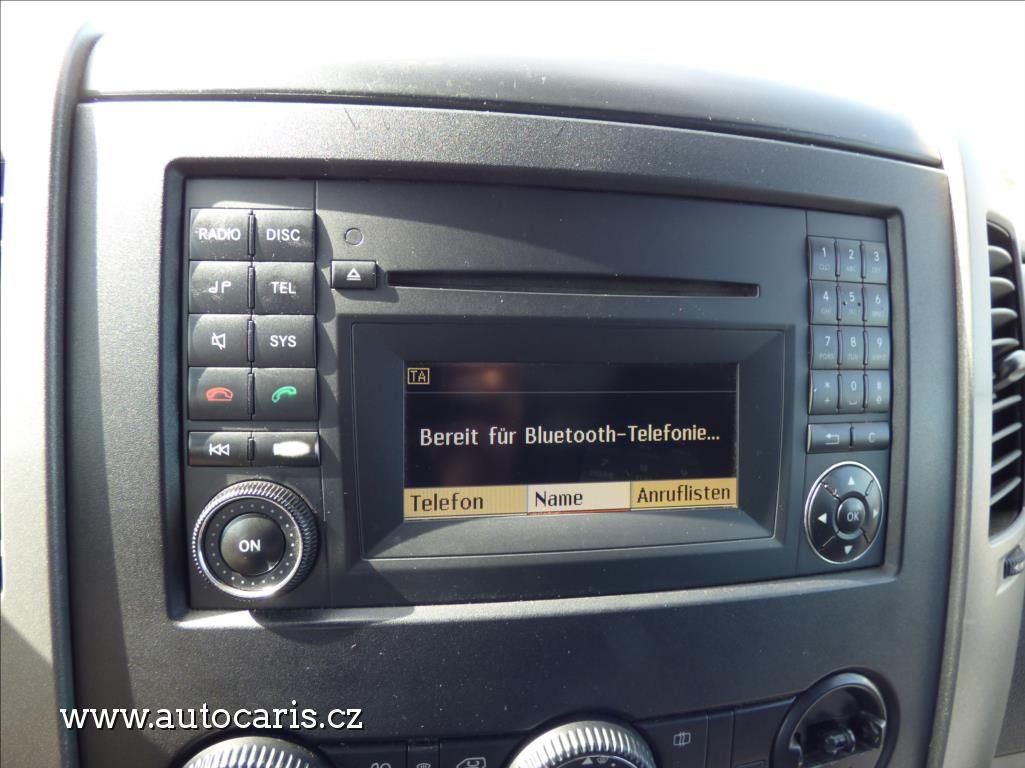 RADIO DISC
TEL
SYS
ON
TA
Bereit für Bluetooth-Telefonie...
Telefon Name Anruflisten
1 2 3
ABC
4 5 6
7 8 9
* 0 #
C
OK
www.autocaris.cz